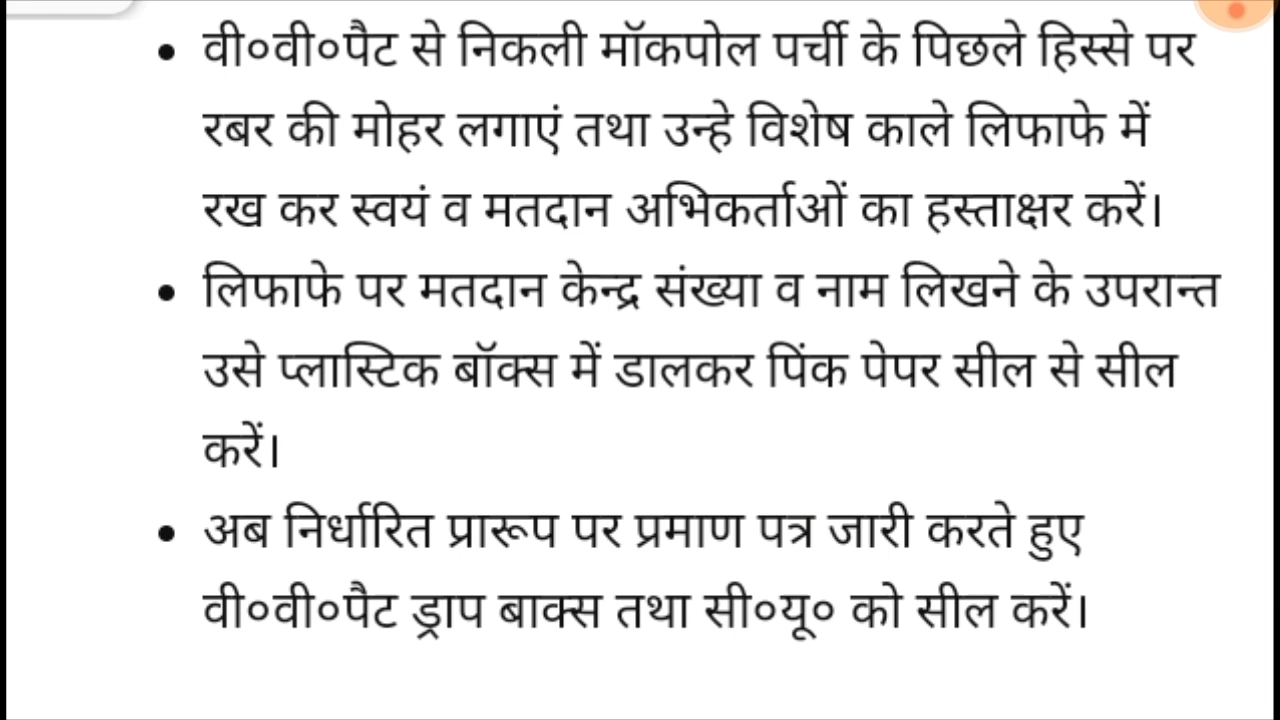 • वी०वी०पैट से निकली मॉकपोल पर्ची के पिछले हिस्से पर
रबर की मोहर लगाएं तथा उन्हे विशेष काले लिफाफे में
रख कर स्वयं व मतदान अभिकर्ताओं का हस्ताक्षर करें।
• लिफाफे पर मतदान केन्द्र संख्या व नाम लिखने के उपरान्त
उसे प्लास्टिक बॉक्स में डालकर पिंक पेपर सील से सील
करें।
• अब निर्धारित प्रारूप पर प्रमाण पत्र जारी करते हुए
वी०वी०पैट ड्राप बाक्स तथा सी०यू० को सील करें।